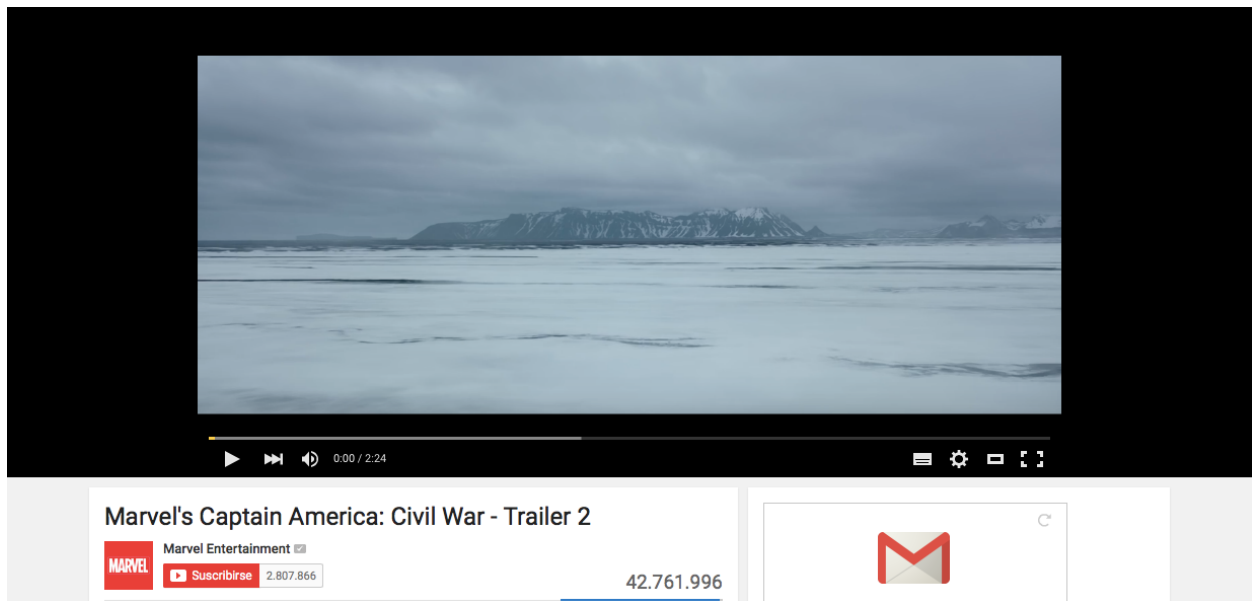 0:00 / 2:24
Marvel's Captain America: Civil War - Trailer 2
MARVEL
Marvel Entertainment
Suscribirse 2.807.866
42.761.996